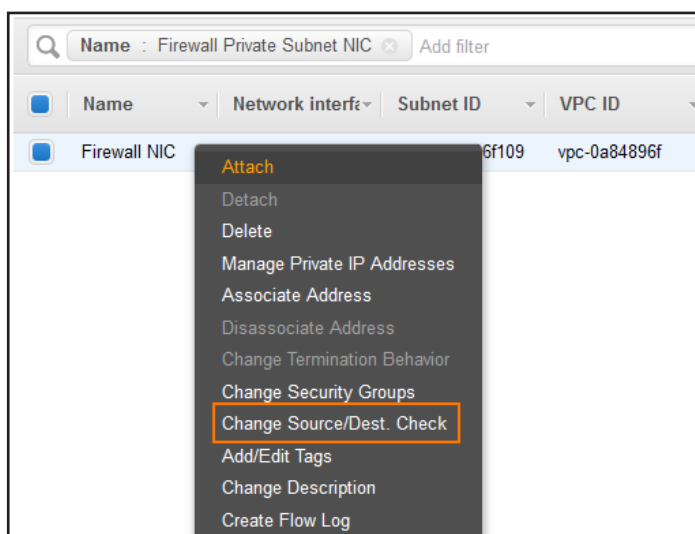 Name : Firewall Private Subnet NIC Add filter
Name Network interfa Subnet ID VPC ID
Firewall NIC 6f109 vpc-0a84896f
Attach
Detach
Delete
Manage Private IP Addresses
Associate Address
Disassociate Address
Change Termination Behavior
Change Security Groups
Change Source/Dest. Check
Add/Edit Tags
Change Description
Create Flow Log